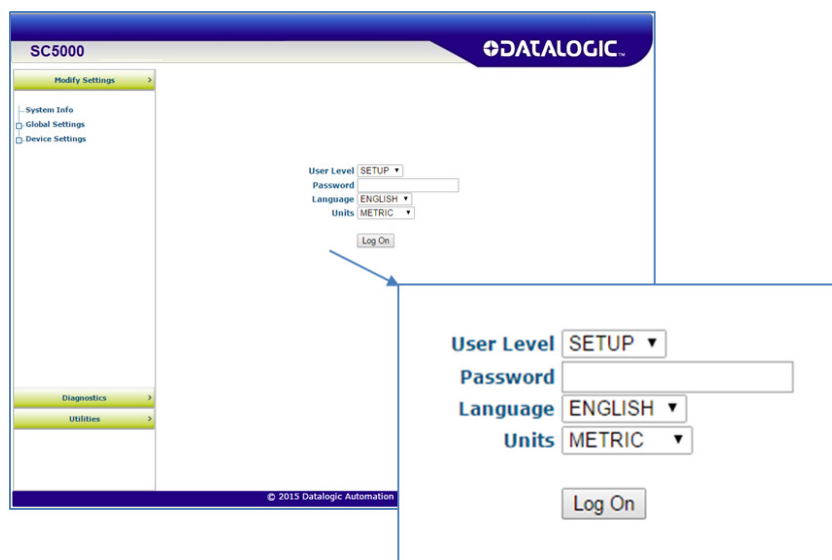 SC5000
DATALOGIC™
Modify Settings >
System Info
Global Settings
Device Settings
User Level SETUP ▼
Password
Language ENGLISH ▼
Units METRIC ▼
Log On
Diagnostics >
Utilities >
© 2015 Datalogic Automation
User Level SETUP ▼
Password
Language ENGLISH ▼
Units METRIC ▼
Log On